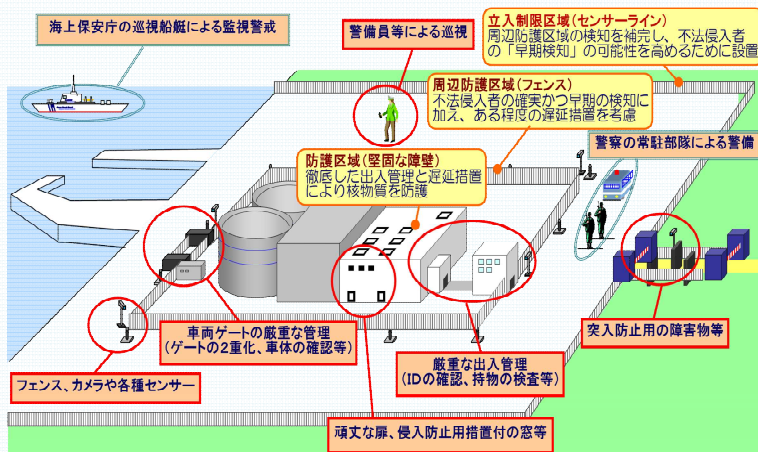 海上保安庁の巡視船艇による監視警戒
警備員等による巡視
立入制限区域(センサーライン)
周辺防護区域の検知を補完し、不法侵入者
の「早期検知」の可能性を高めるために設置
周辺防護区域(フェンス)
不法侵入者の確実かつ早期の検知に
加え、ある程度の遅延措置を考慮
警察の常駐部隊による警備
防護区域(堅固な障壁)
徹底した出入管理と遅延措置
により核物質を防護
車両ゲートの厳重な管理
(ゲートの2重化、車体の確認等)
突入防止用の障害物等
厳重な出入管理
(IDの確認、持物の検査等)
フェンス、カメラや各種センサー
頑丈な扉、侵入防止用措置付の窓等